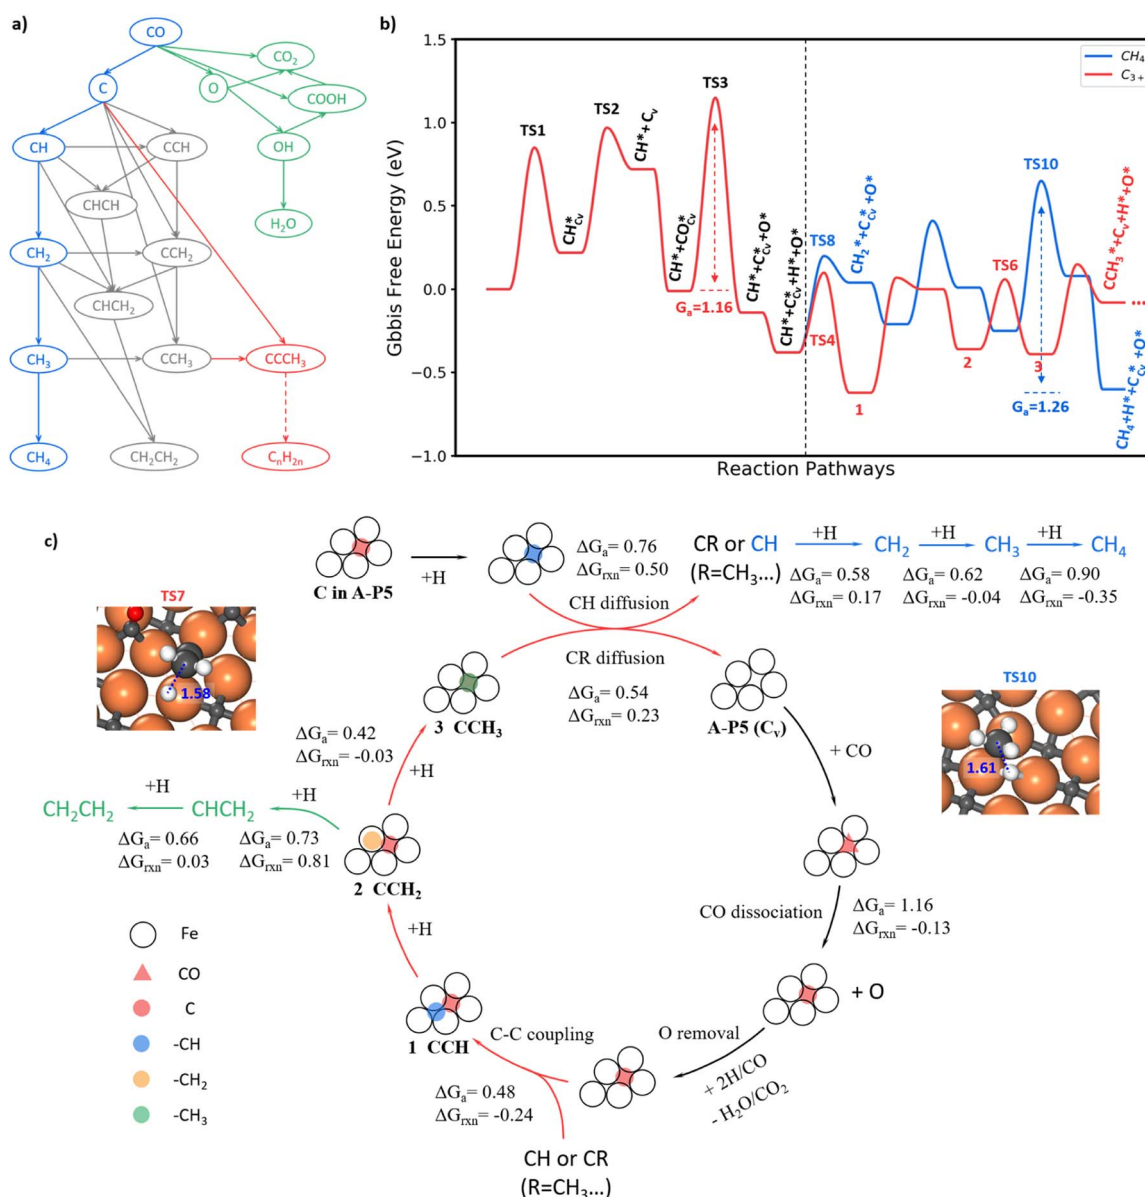 a)
CO
CO2
C
O
COOH
CH
CCH
OH
CHCH
H2O
CH2
CCH2
CHCH2
CH3
CCH3
CCCH3
CH4
CH2CH2
CnH2n
b)
1.5
1.0
0.5
0.0
−0.5
−1.0
Gbbis Free Energy (eV)
Reaction Pathways
CH4
C3+
TS1
CH*Cv
TS2
CH*+Cv
CH*+CO*Cv
TS3
Ga=1.16
CH*+C*Cv+O*
CH*+C*Cv+H*+O*
TS8
TS4
CH2*+C*Cv+O*
1
2
TS6
3
TS10
Ga=1.26
CCH3*+Cv+H*+O*
...
CH4+H*+C*Cv+O*
c)
C in A-P5
+H
ΔGa= 0.76
ΔGrxn= 0.50
CR or CH
(R=CH3...)
+H
CH2
+H
CH3
+H
CH4
ΔGa= 0.58
ΔGrxn= 0.17
ΔGa= 0.62
ΔGrxn= -0.04
ΔGa= 0.90
ΔGrxn= -0.35
CH diffusion
CR diffusion
ΔGa= 0.54
ΔGrxn= 0.23
TS7
1.58
3 CCH3
A-P5 (Cv)
TS10
1.61
ΔGa= 0.42
ΔGrxn= -0.03
+H
+ CO
CH2CH2
+H
CHCH2
+H
ΔGa= 0.66
ΔGrxn= 0.03
ΔGa= 0.73
ΔGrxn= 0.81
2 CCH2
CO dissociation
ΔGa= 1.16
ΔGrxn= -0.13
+H
Fe
CO
C
-CH
-CH2
-CH3
1 CCH
C-C coupling
ΔGa= 0.48
ΔGrxn= -0.24
CH or CR
(R=CH3...)
+ O
O removal
+ 2H/CO
- H2O/CO2